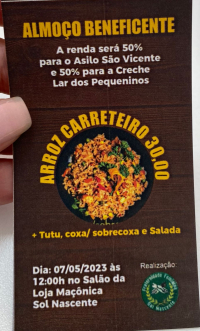 ALMOÇO BENEFICENTE
A renda será 50%
para o Asilo São Vicente
e 50% para a Creche
Lar dos Pequeninos
ARROZ CARRETEIRO 30,00
+ Tutu, coxa/ sobrecoxa e Salada
Dia: 07/05/2023 às
12:00h no Salão da
Loja Maçônica
Sol Nascente
Realização:
Sol Nascente